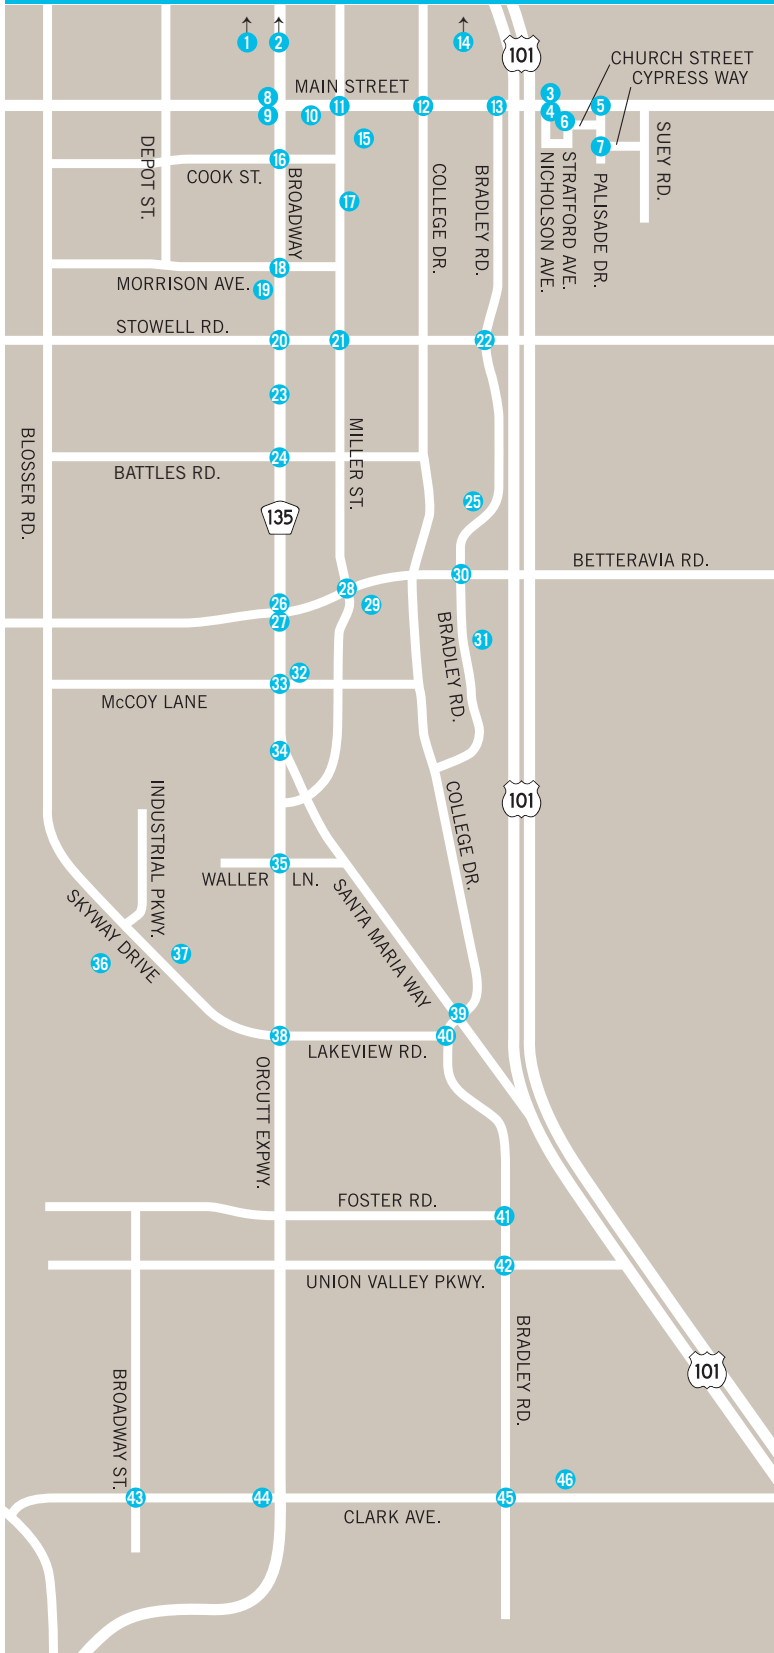 1
2
14
101
CHURCH STREET
CYPRESS WAY
MAIN STREET
3
4
5
6
7
8
9
10
11
12
13
15
DEPOT ST.
16
COOK ST.
BROADWAY
17
COLLEGE DR.
BRADLEY RD.
NICHOLSON AVE.
STRATFORD AVE.
PALISADE DR.
SUEY RD.
18
MORRISON AVE.
19
STOWELL RD.
20
21
22
23
BLOSSER RD.
24
BATTLES RD.
MILLER ST.
25
135
BETTERAVIA RD.
26
27
28
29
30
BRADLEY RD.
31
32
33
McCOY LANE
34
INDUSTRIAL PKWY.
101
COLLEGE DR.
35
WALLER LN.
SANTA MARIA WAY
SKYWAY DRIVE
36
37
38
39
40
LAKEVIEW RD.
ORCUTT EXPWY.
FOSTER RD.
41
42
UNION VALLEY PKWY.
BRADLEY RD.
101
BROADWAY ST.
43
44
45
46
CLARK AVE.